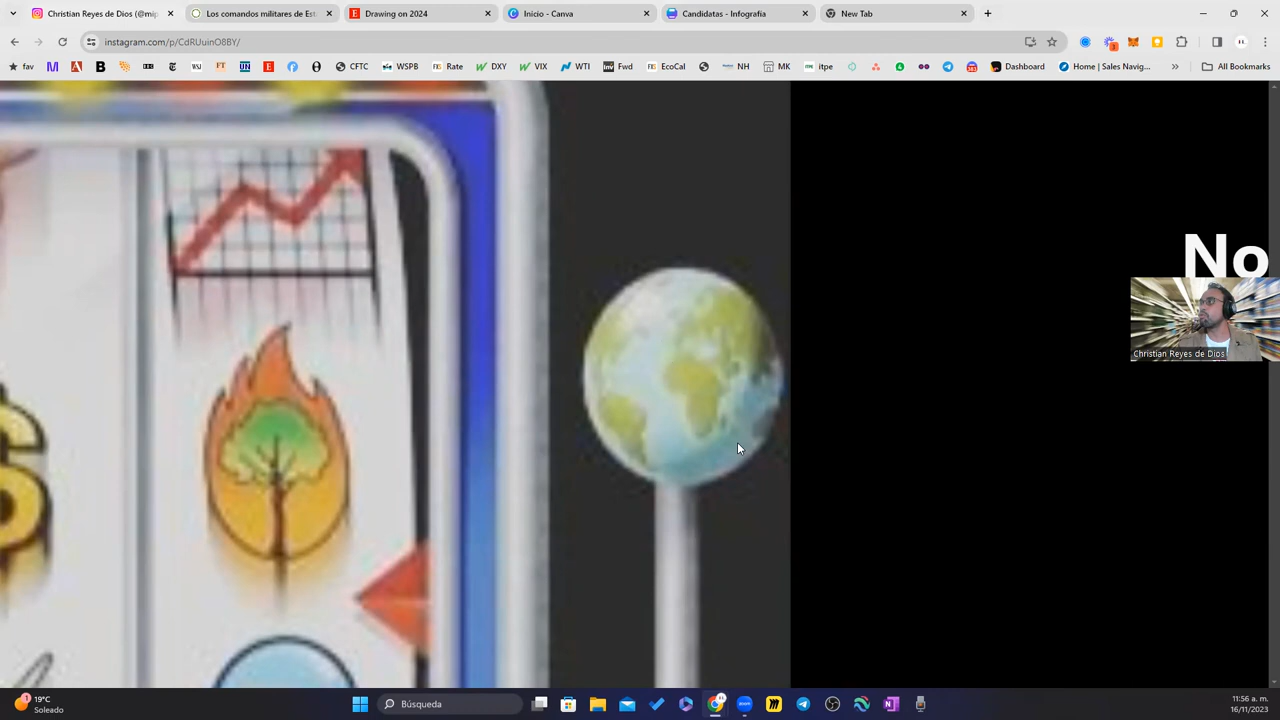 Christian Reyes de Dios (@mip
Los comandos militares de Est
Drawing on 2024
Inicio - Canva
Candidatas - Infografía
New Tab
instagram.com/p/CdRUuinO8BY/
fav
CFTC
WSPB
Rate
DXY
VIX
WTI
Fwd
EcoCal
NH
MK
itpe
Dashboard
Home | Sales Navig...
All Bookmarks
No
Christian Reyes de Dios
$
19°C
Soleado
Búsqueda
11:56 a. m.
16/11/2023